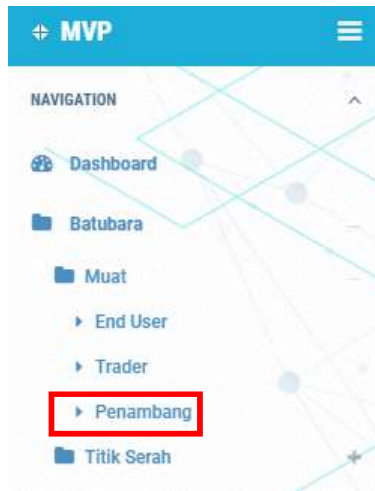 MVP
NAVIGATION
Dashboard
Batubara
Muat
End User
Trader
Penambang
Titik Serah